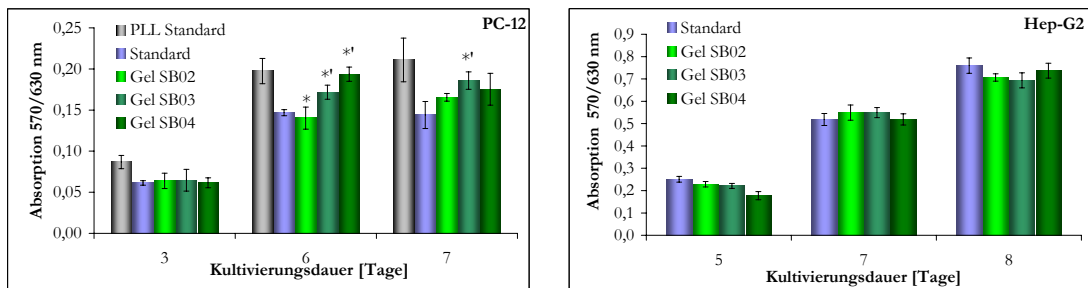 PC-12
PLL Standard
Standard
Gel SB02
Gel SB03
Gel SB04
Absorption 570/630 nm
0,25
0,20
0,15
0,10
0,05
0,00
*
*'
*'
*'
3 6 7
Kultivierungsdauer [Tage]
Hep-G2
Standard
Gel SB02
Gel SB03
Gel SB04
Absorption 570/630 nm
0,9
0,8
0,7
0,6
0,5
0,4
0,3
0,2
0,1
0,0
5 7 8
Kultivierungsdauer [Tage]